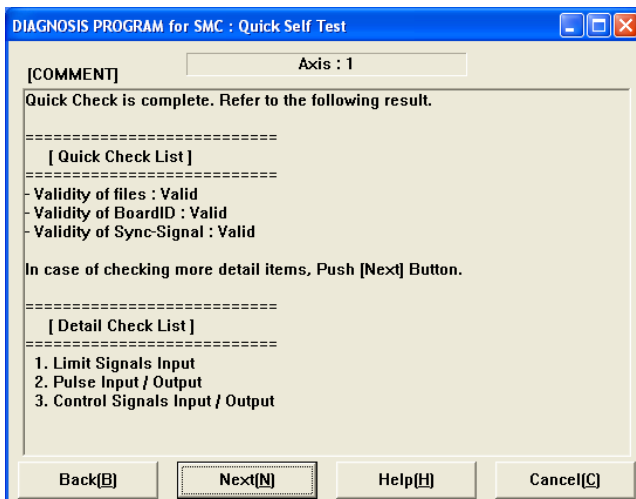 DIAGNOSIS PROGRAM for SMC : Quick Self Test
Axis : 1
[COMMENT]
Quick Check is complete. Refer to the following result.
===========================
[ Quick Check List ]
===========================
- Validity of files : Valid
- Validity of BoardID : Valid
- Validity of Sync-Signal : Valid
In case of checking more detail items, Push [Next] Button.
===========================
[ Detail Check List ]
===========================
1. Limit Signals Input
2. Pulse Input / Output
3. Control Signals Input / Output
Back(B) Next(N) Help(H) Cancel(C)